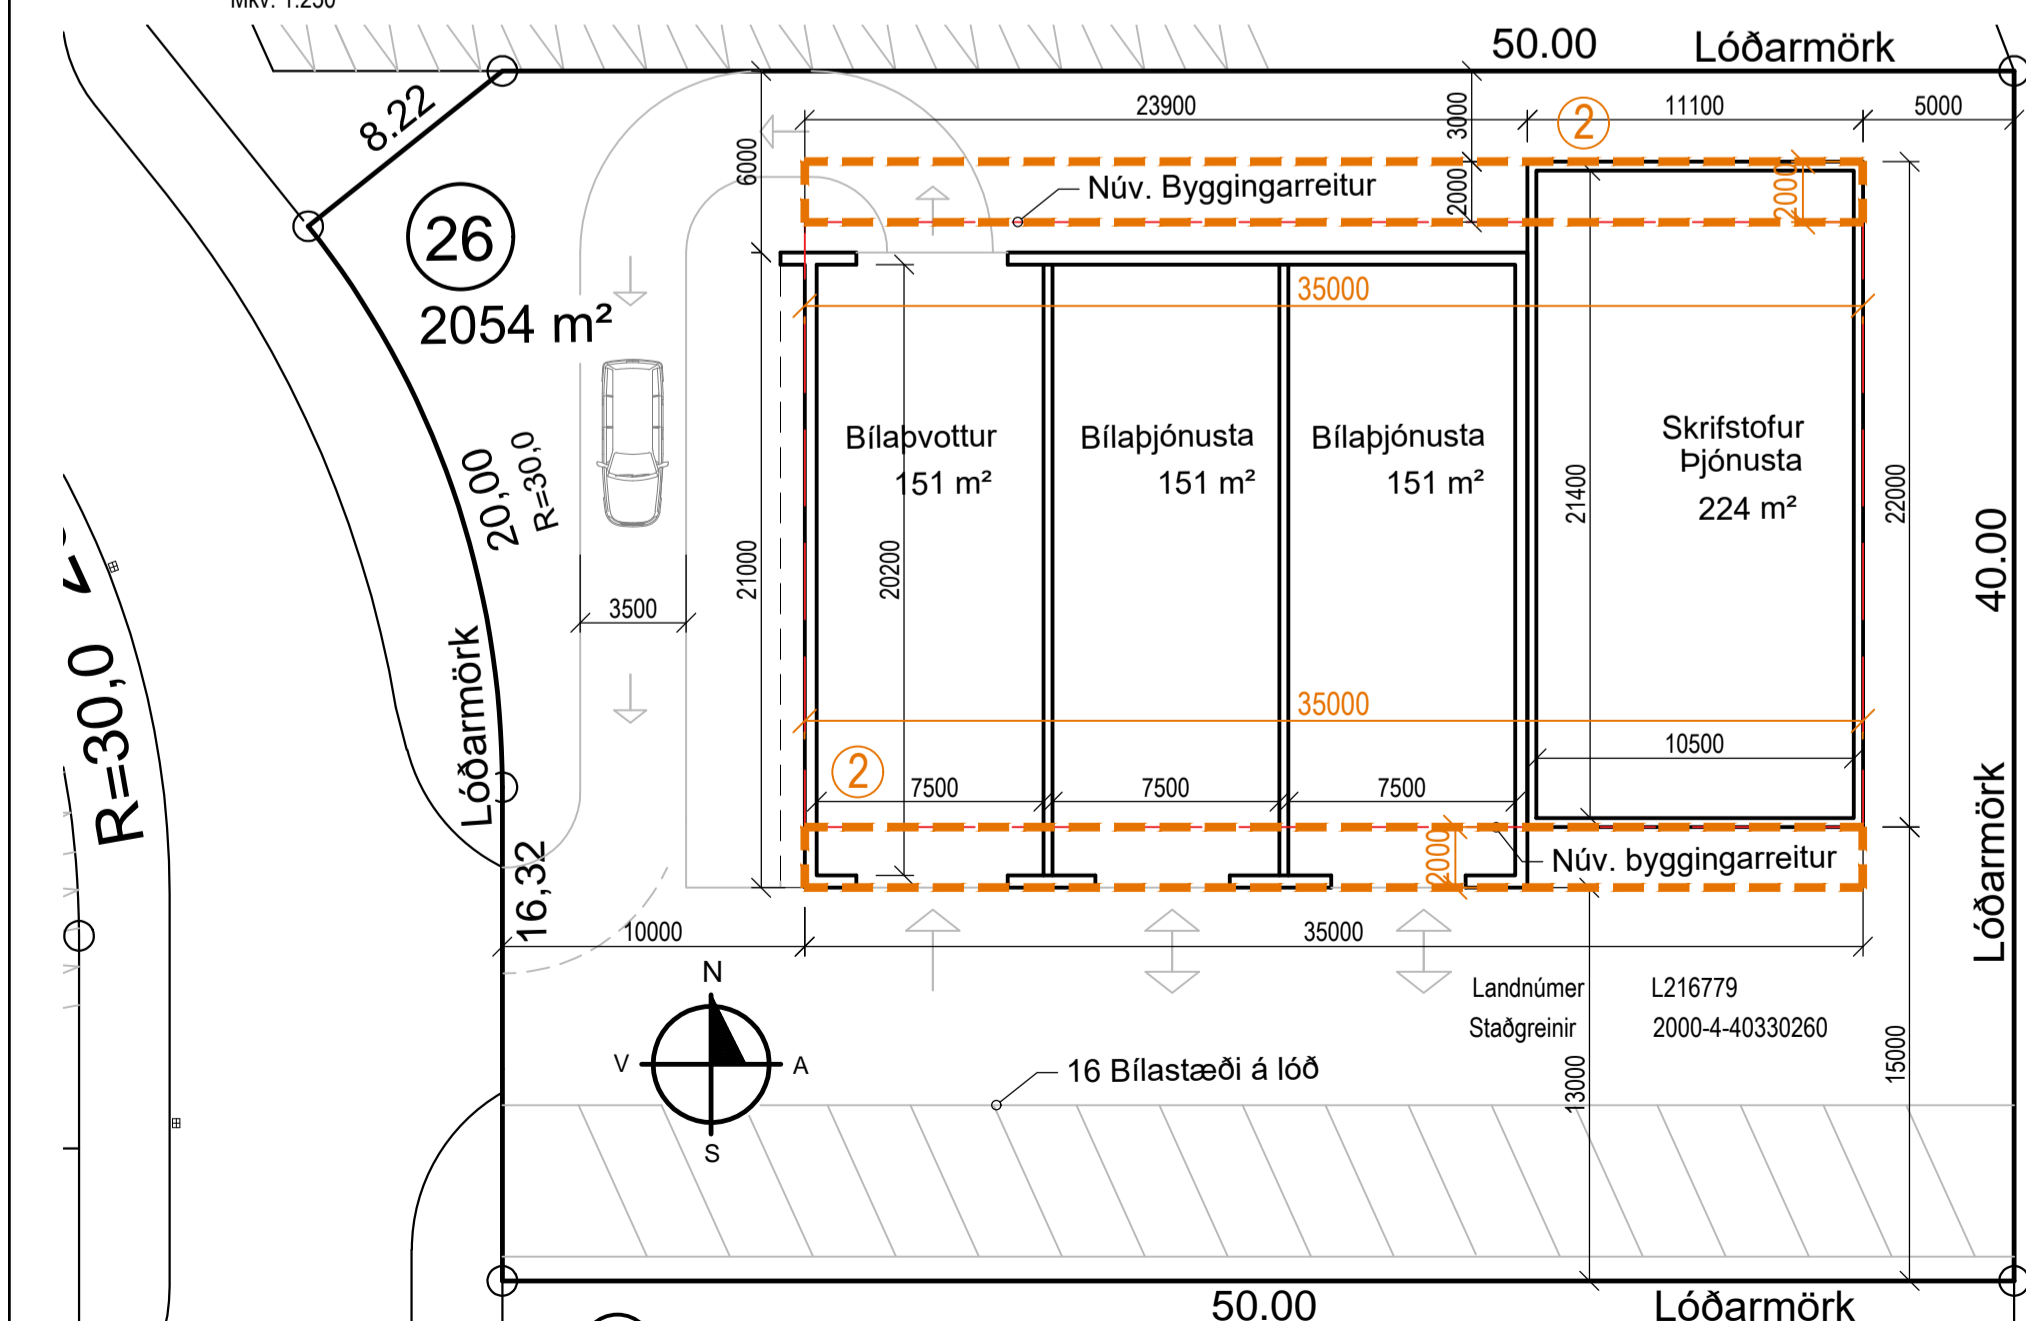 Mkv. 1:250
50.00
Lóðarmörk
8.22
23900
3000
2
11100
5000
6000
2000
Núv. Byggingarreitur
2000
26
2054 m²
35000
Bílaþvottur
151 m²
Bílaþjónusta
151 m²
Bílaþjónusta
151 m²
Skrifstofur
Þjónusta
224 m²
20,00
R=30,0
21400
22000
40.00
21000
20200
3500
Lóðarmörk
R=30,0
35000
10500
2
7500
7500
7500
2000
Núv. byggingarreitur
Lóðarmörk
16,32
10000
35000
N
V
A
S
Landnúmer L216779
Staðgreinir 2000-4-40330260
16 Bílastæði á lóð
13000
15000
50.00
Lóðarmörk